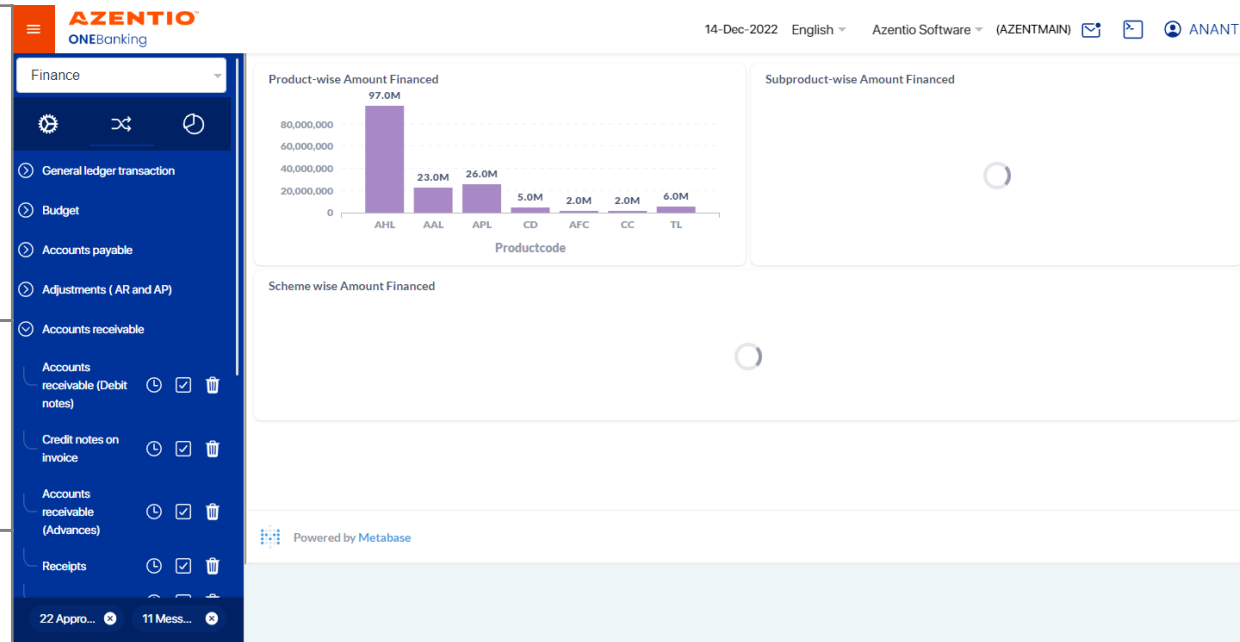 AZENTIO
ONEBanking
14-Dec-2022 English Azentio Software (AZENTMAIN) ANANT
Finance
General ledger transaction
Budget
Accounts payable
Adjustments ( AR and AP)
Accounts receivable
Accounts
receivable (Debit
notes)
Credit notes on
invoice
Accounts
receivable
(Advances)
Receipts
22 Appro...
11 Mess...
Product-wise Amount Financed
97.0M
80,000,000
60,000,000
40,000,000
20,000,000
0
23.0M
26.0M
5.0M
2.0M
2.0M
6.0M
AHL AAL APL CD AFC CC TL
Productcode
Subproduct-wise Amount Financed
Scheme wise Amount Financed
Powered by Metabase